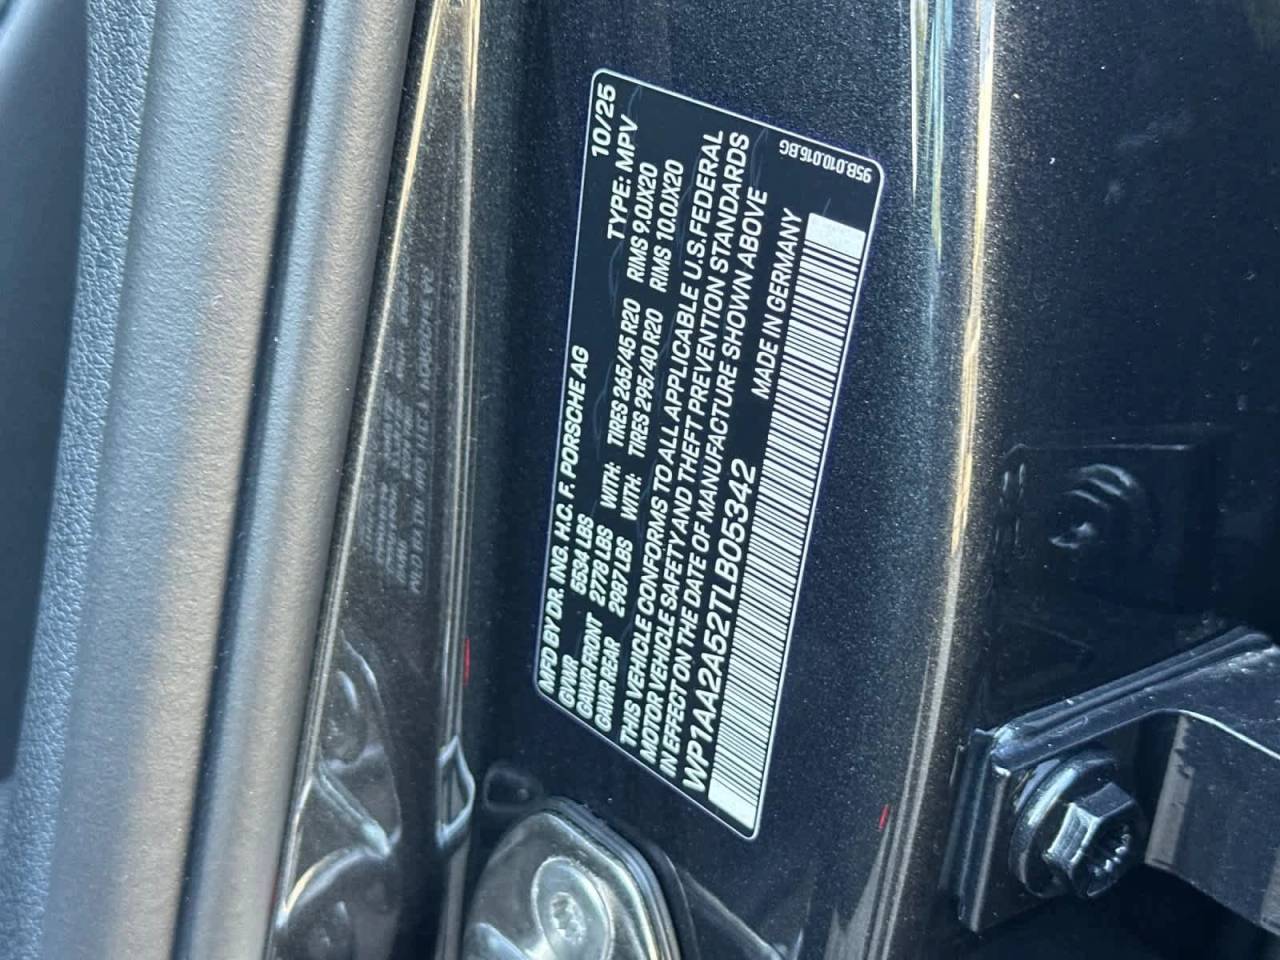 MFD BY DR. ING. H.C. F. PORSCHE AG 10/25
GVWR 5534 LBS TYPE: MPV
GAWR FRONT 2778 LBS WITH: TIRES 265/45 R20 RIMS 9.0JX20
GAWR REAR 2987 LBS WITH: TIRES 295/40 R20 RIMS 10.0JX20
THIS VEHICLE CONFORMS TO ALL APPLICABLE U.S. FEDERAL
MOTOR VEHICLE SAFETY AND THEFT PREVENTION STANDARDS
IN EFFECT ON THE DATE OF MANUFACTURE SHOWN ABOVE
WP1AA2A52TLB05342 MADE IN GERMANY
95B.010.016.BG